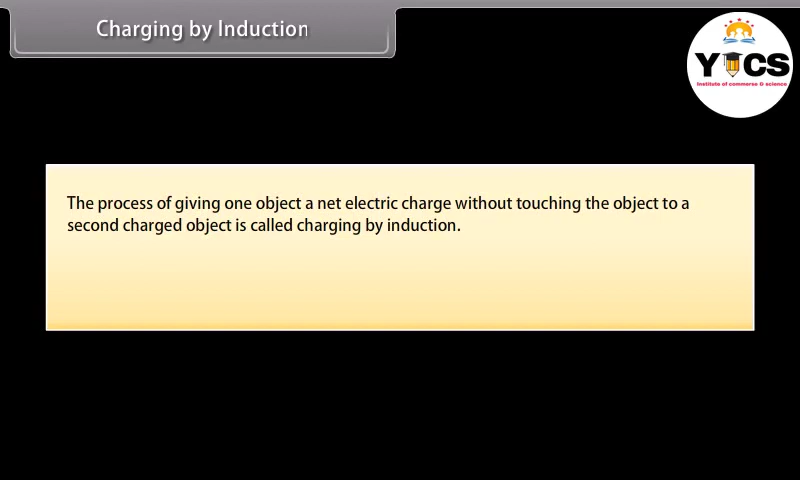 Charging by Induction
YICS
Institute of commerse & science
The process of giving one object a net electric charge without touching the object to a
second charged object is called charging by induction.